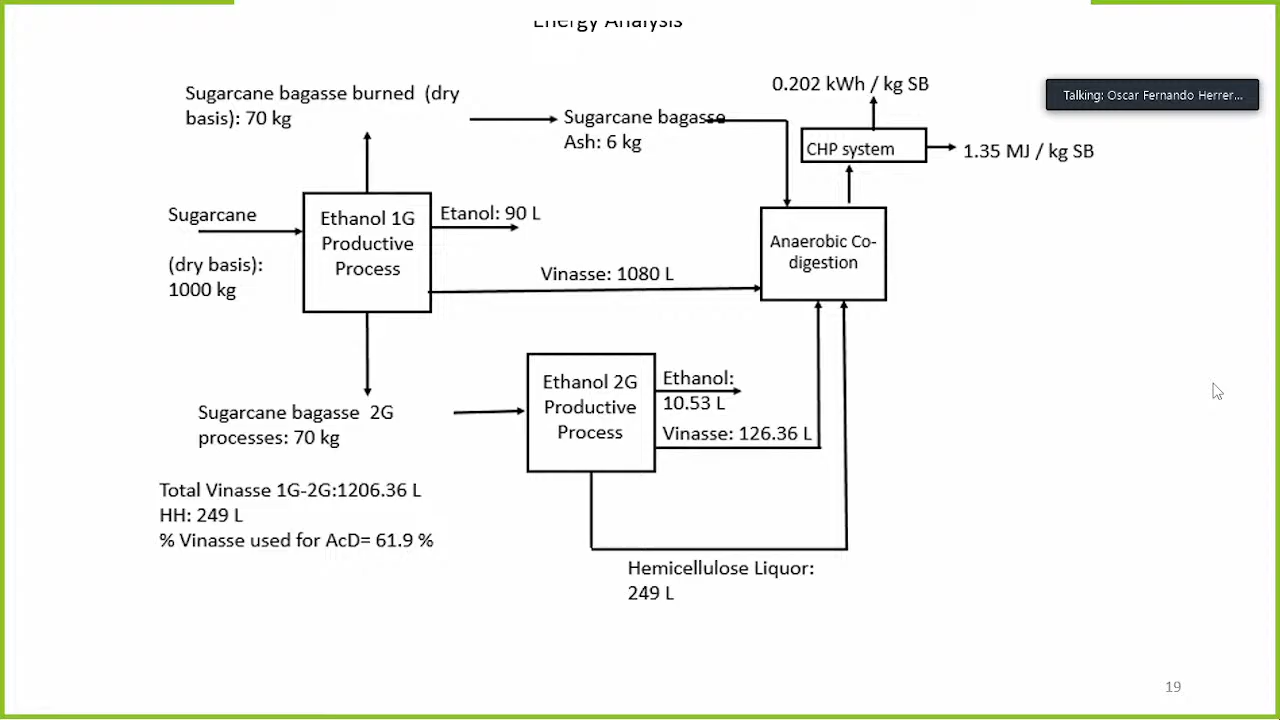 Energy Analysis
Sugarcane bagasse burned (dry
basis): 70 kg
Sugarcane bagasse
Ash: 6 kg
0.202 kWh / kg SB
Talking: Oscar Fernando Herrer...
CHP system
1.35 MJ / kg SB
Sugarcane
(dry basis):
1000 kg
Ethanol 1G
Productive
Process
Etanol: 90 L
Vinasse: 1080 L
Anaerobic Co-
digestion
Sugarcane bagasse 2G
processes: 70 kg
Ethanol 2G
Productive
Process
Ethanol:
10.53 L
Vinasse: 126.36 L
Total Vinasse 1G-2G:1206.36 L
HH: 249 L
% Vinasse used for AcD= 61.9 %
Hemicellulose Liquor:
249 L
19